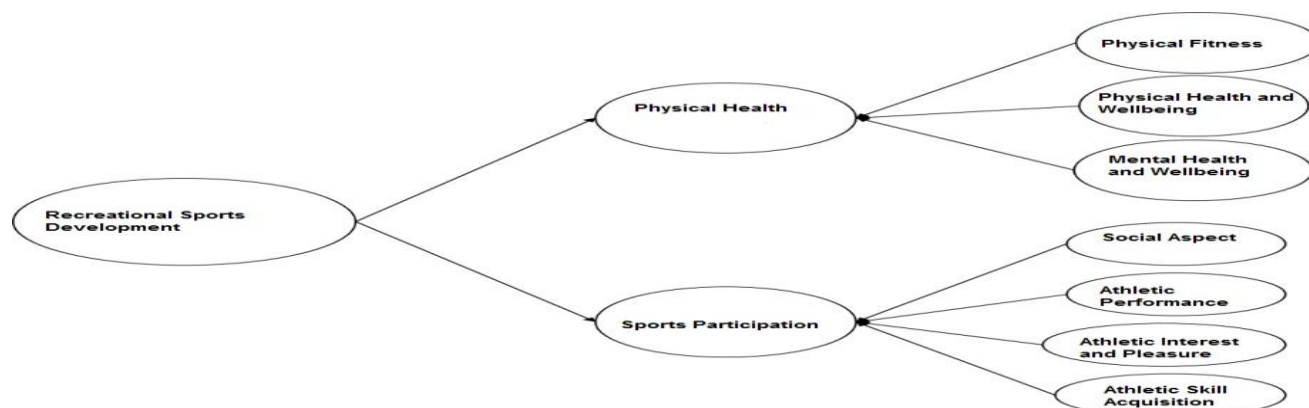 Physical Fitness
Physical Health
Physical Health and
Wellbeing
Mental Health
and Wellbeing
Recreational Sports
Development
Social Aspect
Athletic
Performance
Sports Participation
Athletic Interest
and Pleasure
Athletic Skill
Acquisition